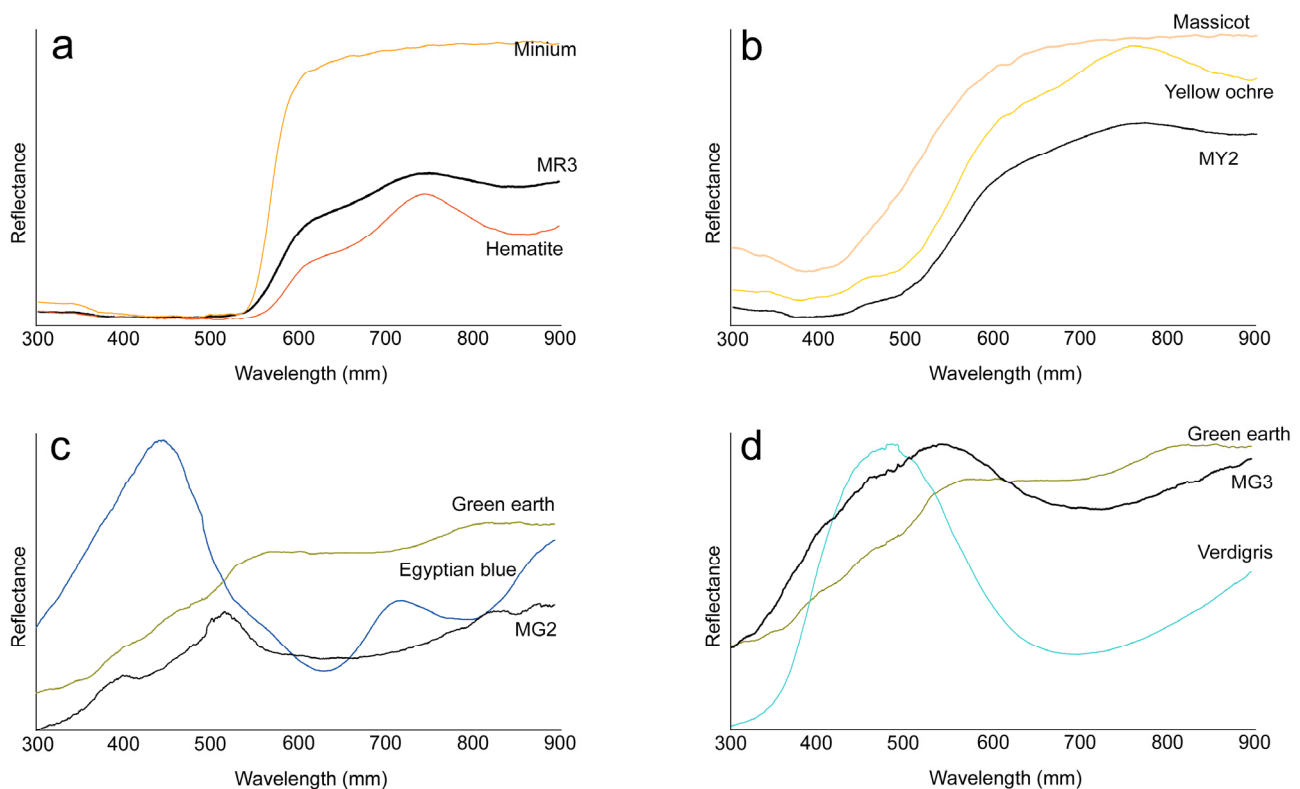 a
Minium
MR3
Hematite
Reflectance
300 400 500 600 700 800 900
Wavelength (mm)
b
Massicot
Yellow ochre
MY2
Reflectance
300 400 500 600 700 800 900
Wavelength (mm)
c
Green earth
Egyptian blue
MG2
Reflectance
300 400 500 600 700 800 900
Wavelength (mm)
d
Green earth
MG3
Verdigris
Reflectance
300 400 500 600 700 800 900
Wavelength (mm)